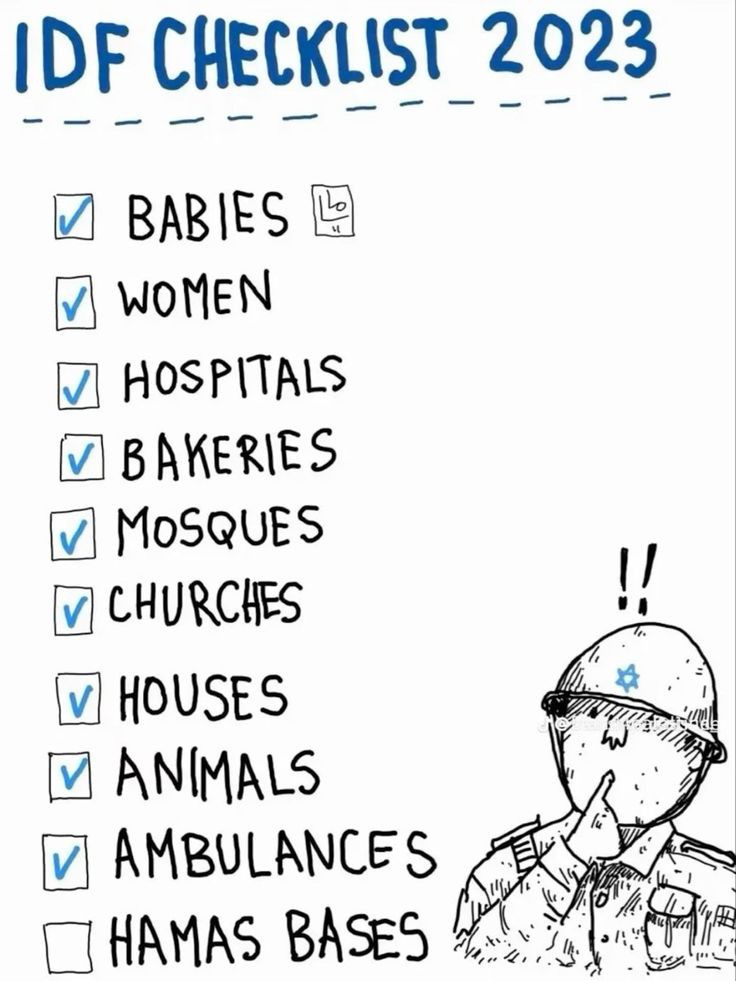 IDF CHECKLIST 2023
BABIES
WOMEN
HOSPITALS
BAKERIES
MOSQUES
CHURCHES
HOUSES
ANIMALS
AMBULANCES
HAMAS BASES
!!